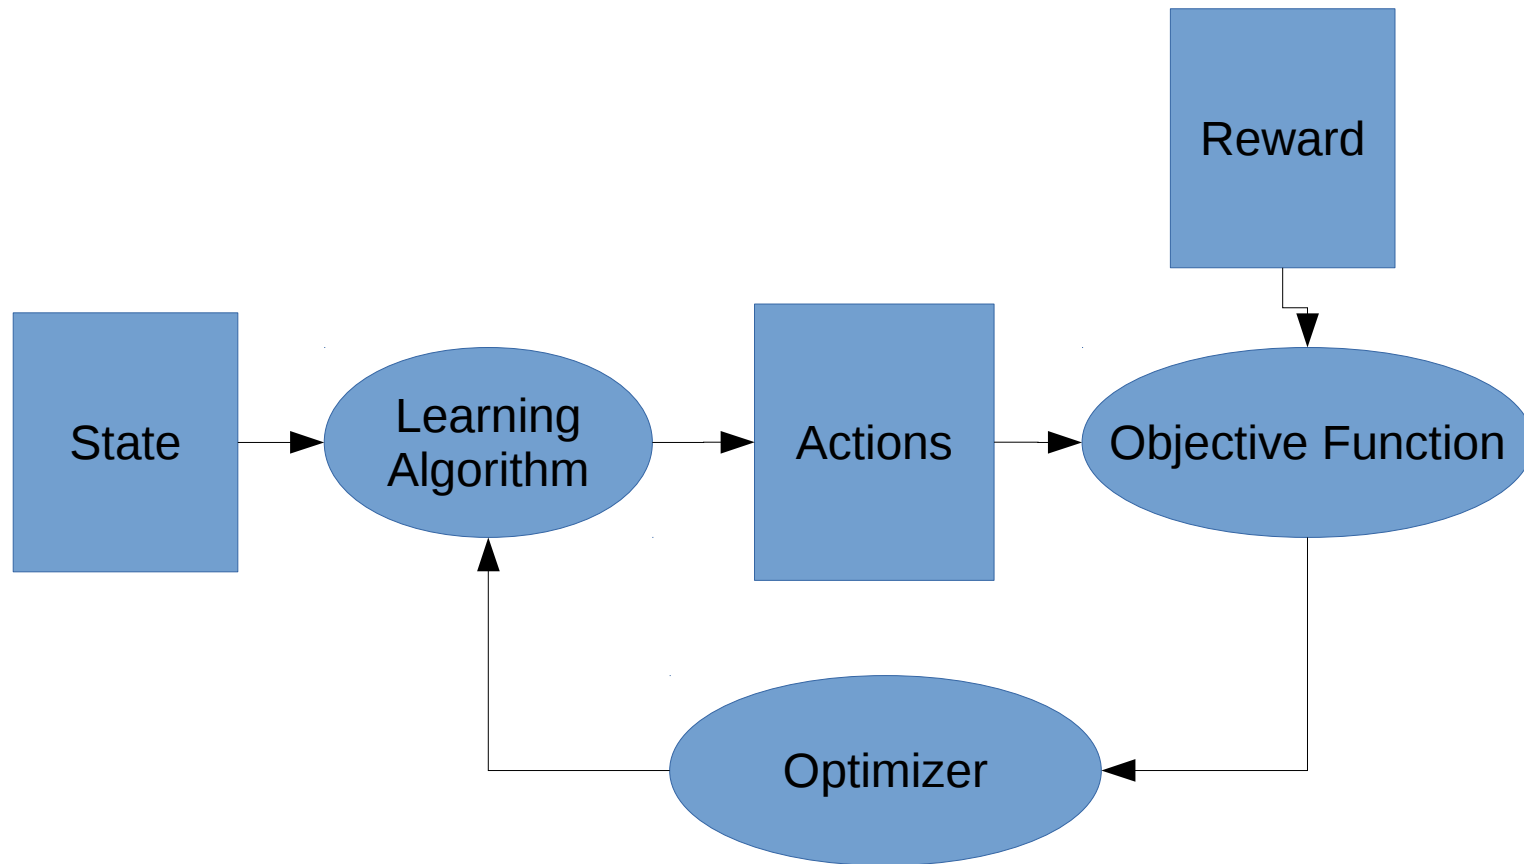 Reward
State
Learning
Algorithm
Actions
Objective Function
Optimizer